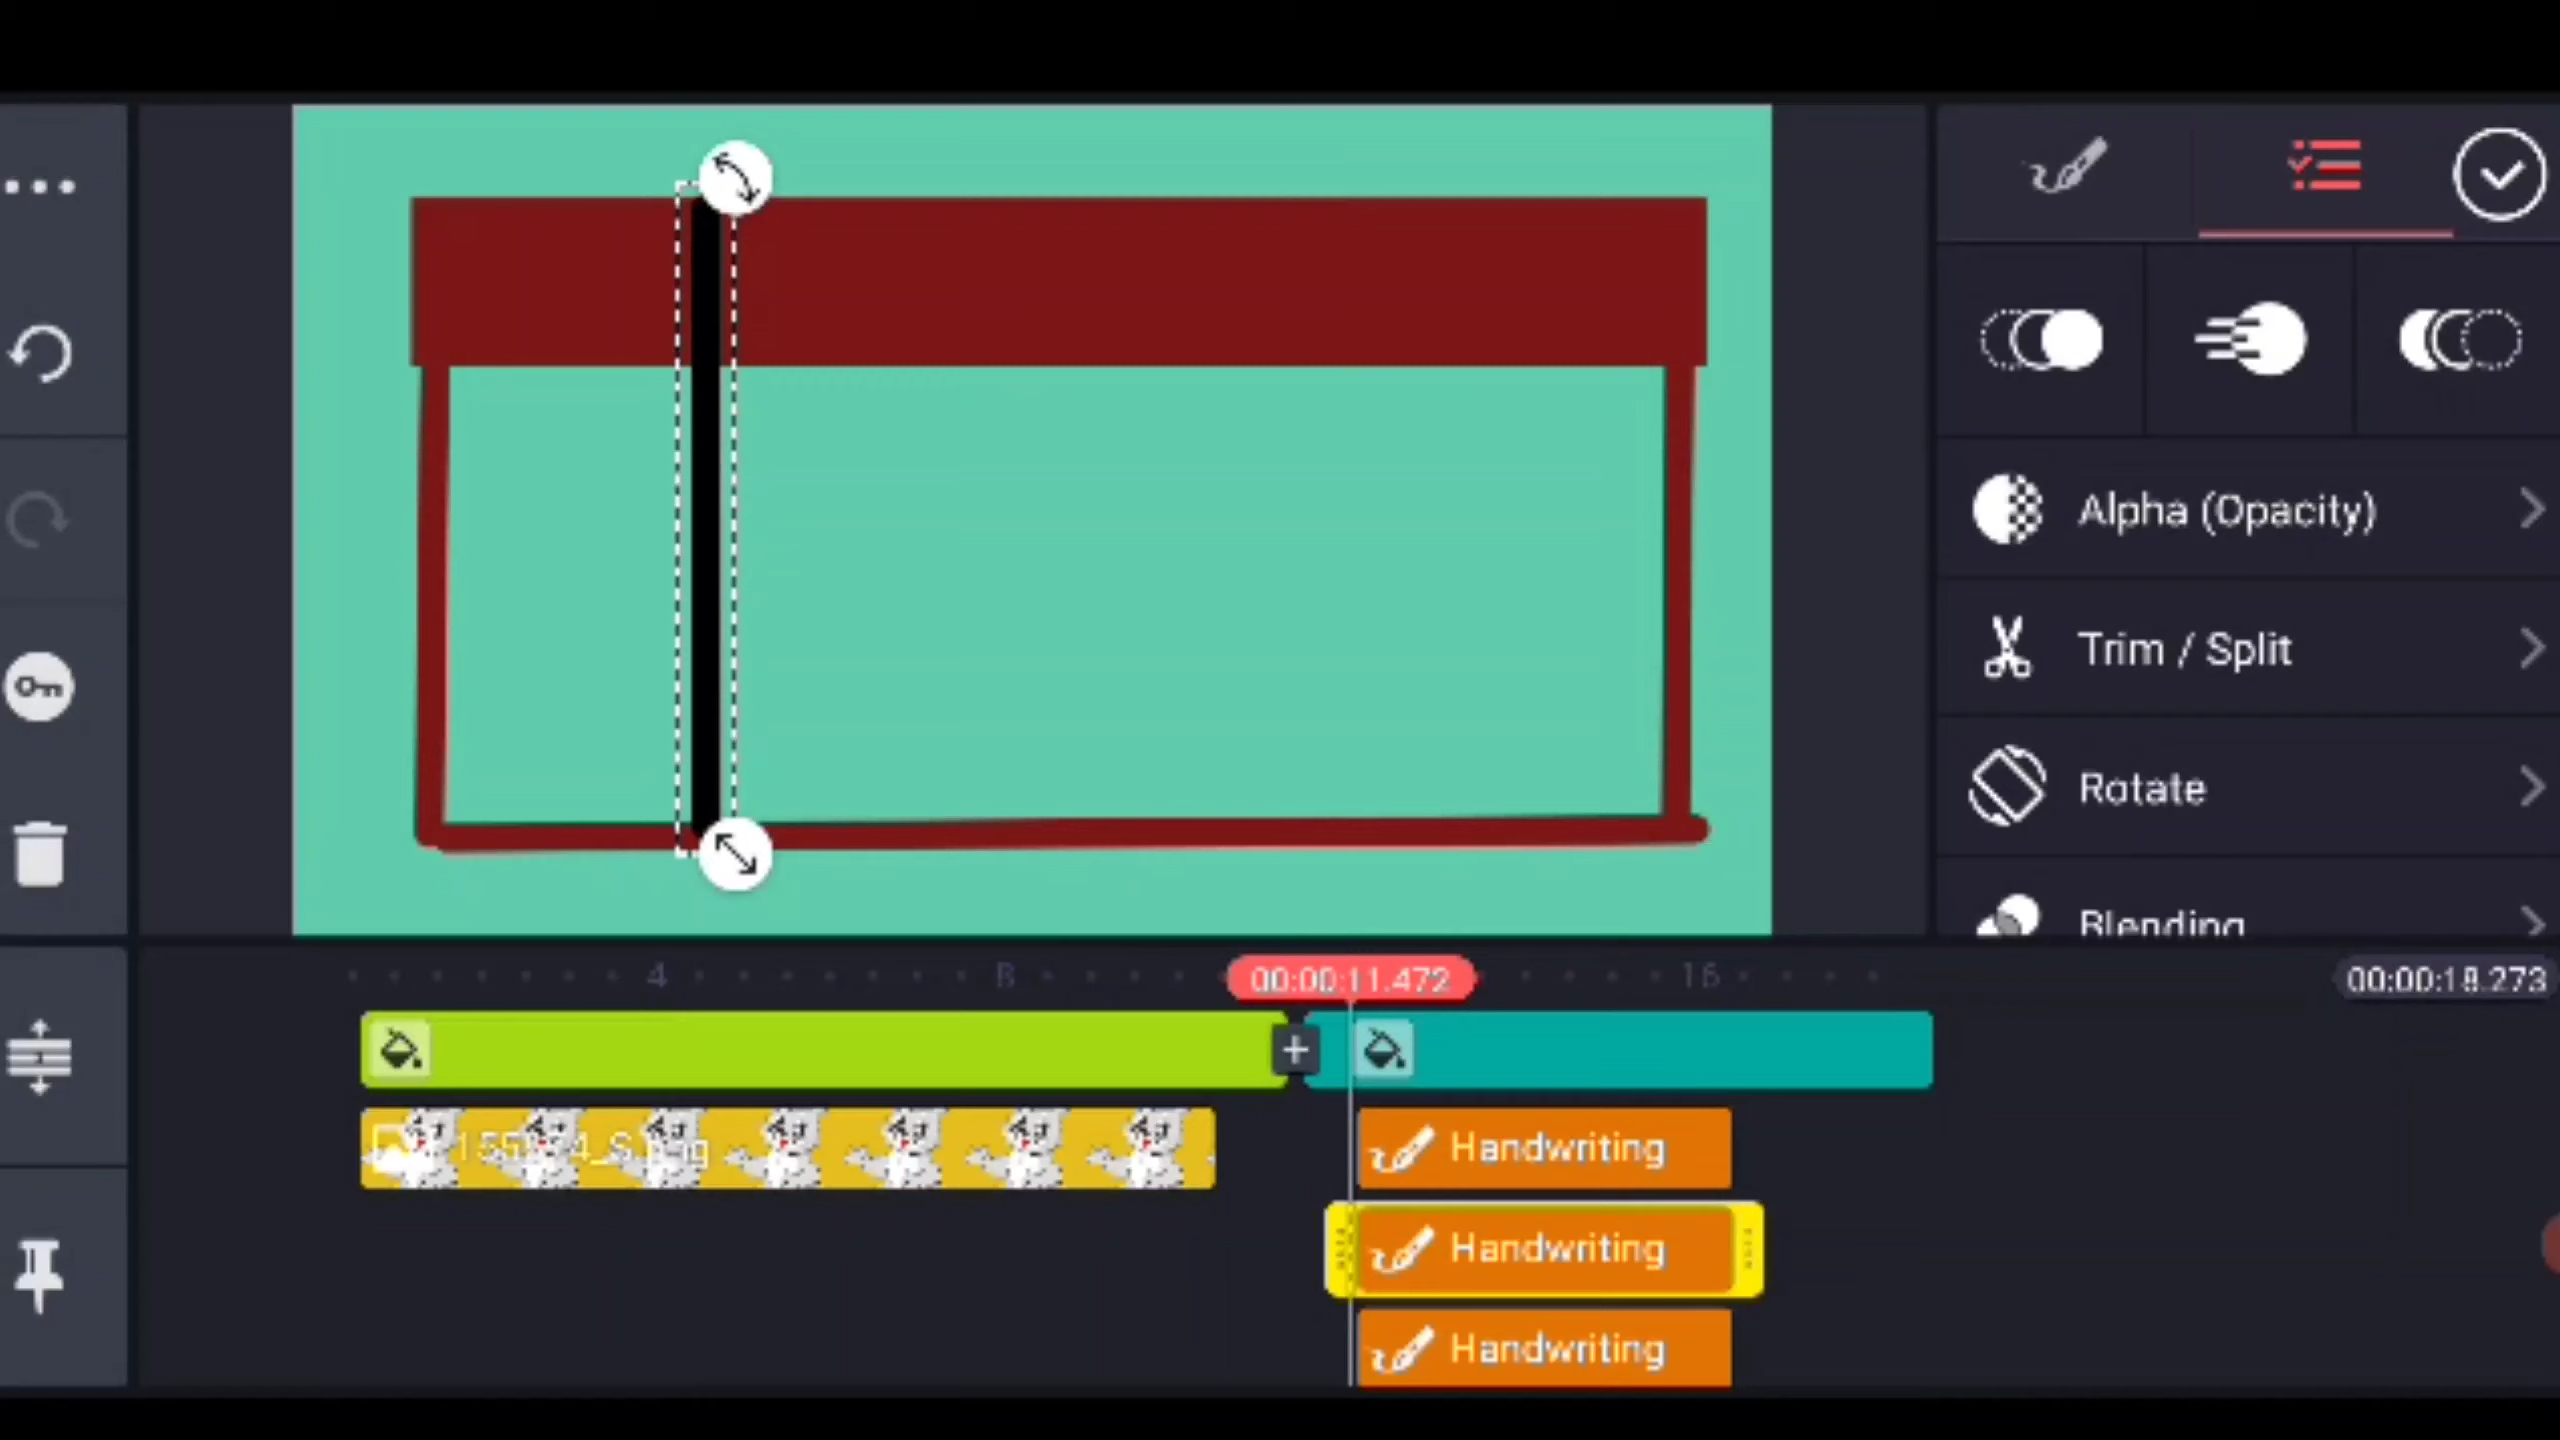 Alpha (Opacity)
Trim / Split
Rotate
Blending
4 8 00:00:11.472 16 00:00:18.273
Handwriting
Handwriting
Handwriting